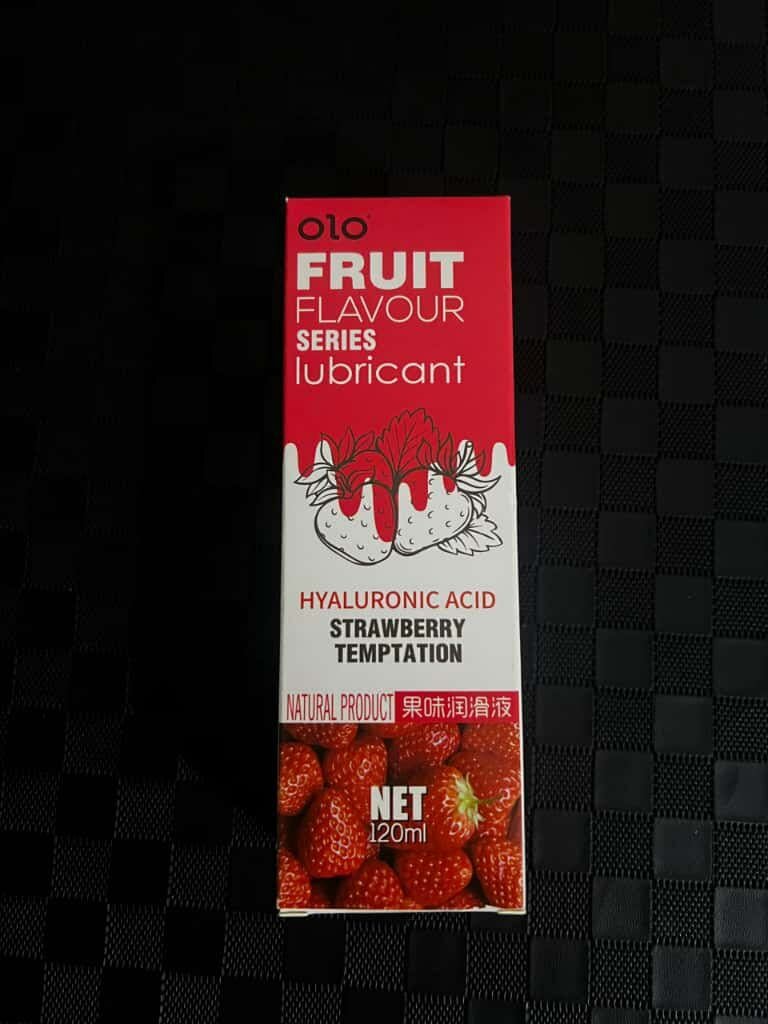 olo
FRUIT
FLAVOUR
SERIES
lubricant
HYALURONIC ACID
STRAWBERRY
TEMPTATION
NATURAL PRODUCT 果味润滑液
NET
120ml